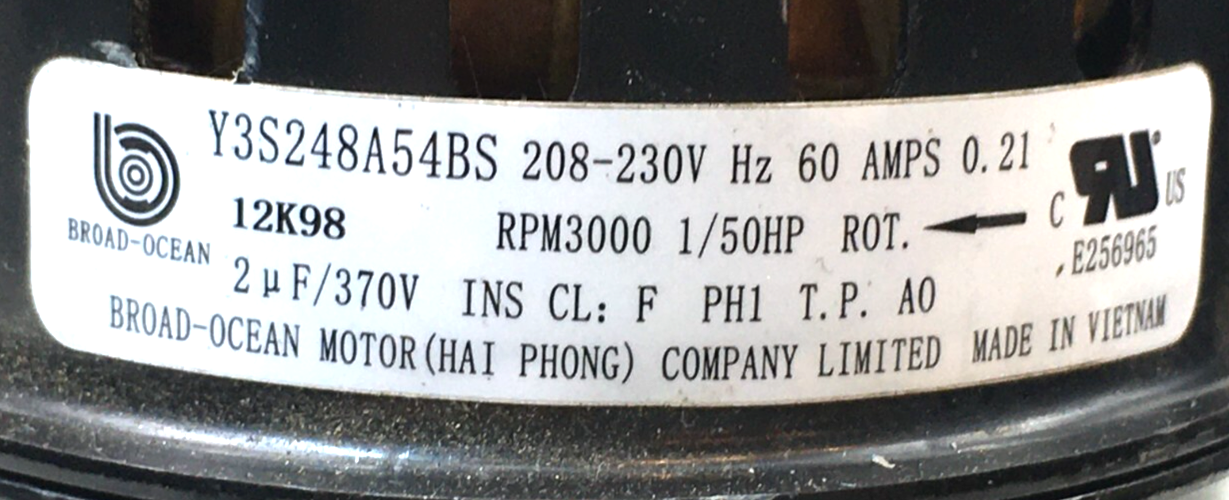 Y3S248A54BS 208-230V Hz 60 AMPS 0.21
BROAD-OCEAN
12K98 RPM3000 1/50HP ROT. C RU US
2μF/370V INS CL: F PH1 T.P. AO E256965
BROAD-OCEAN MOTOR(HAI PHONG) COMPANY LIMITED MADE IN VIETNAM